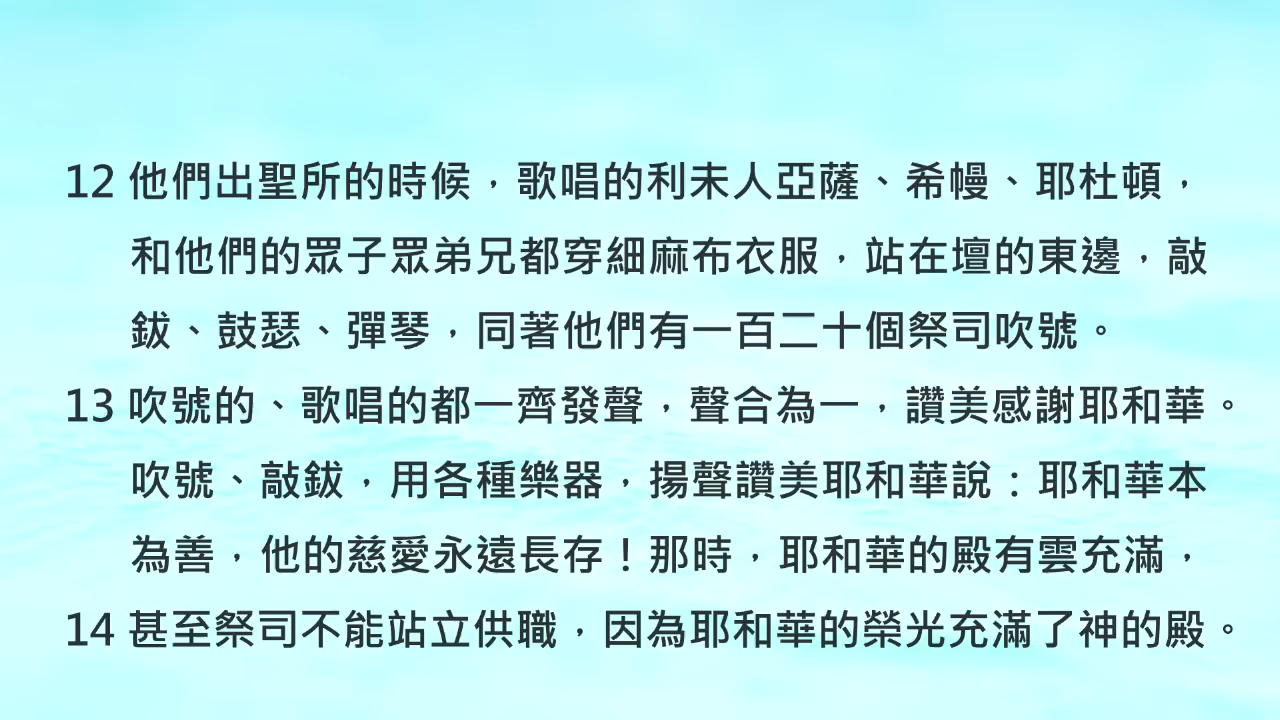 12 他們出聖所的時候，歌唱的利未人亞薩、希幔、耶杜頓，
和他們的眾子眾弟兄都穿細麻布衣服，站在壇的東邊，敲
鈸、鼓瑟、彈琴，同著他們有一百二十個祭司吹號。
13 吹號的、歌唱的都一齊發聲，聲合為一，讚美感謝耶和華。
吹號、敲鈸，用各種樂器，揚聲讚美耶和華說：耶和華本
為善，他的慈愛永遠長存！那時，耶和華的殿有雲充滿，
14 甚至祭司不能站立供職，因為耶和華的榮光充滿了神的殿。